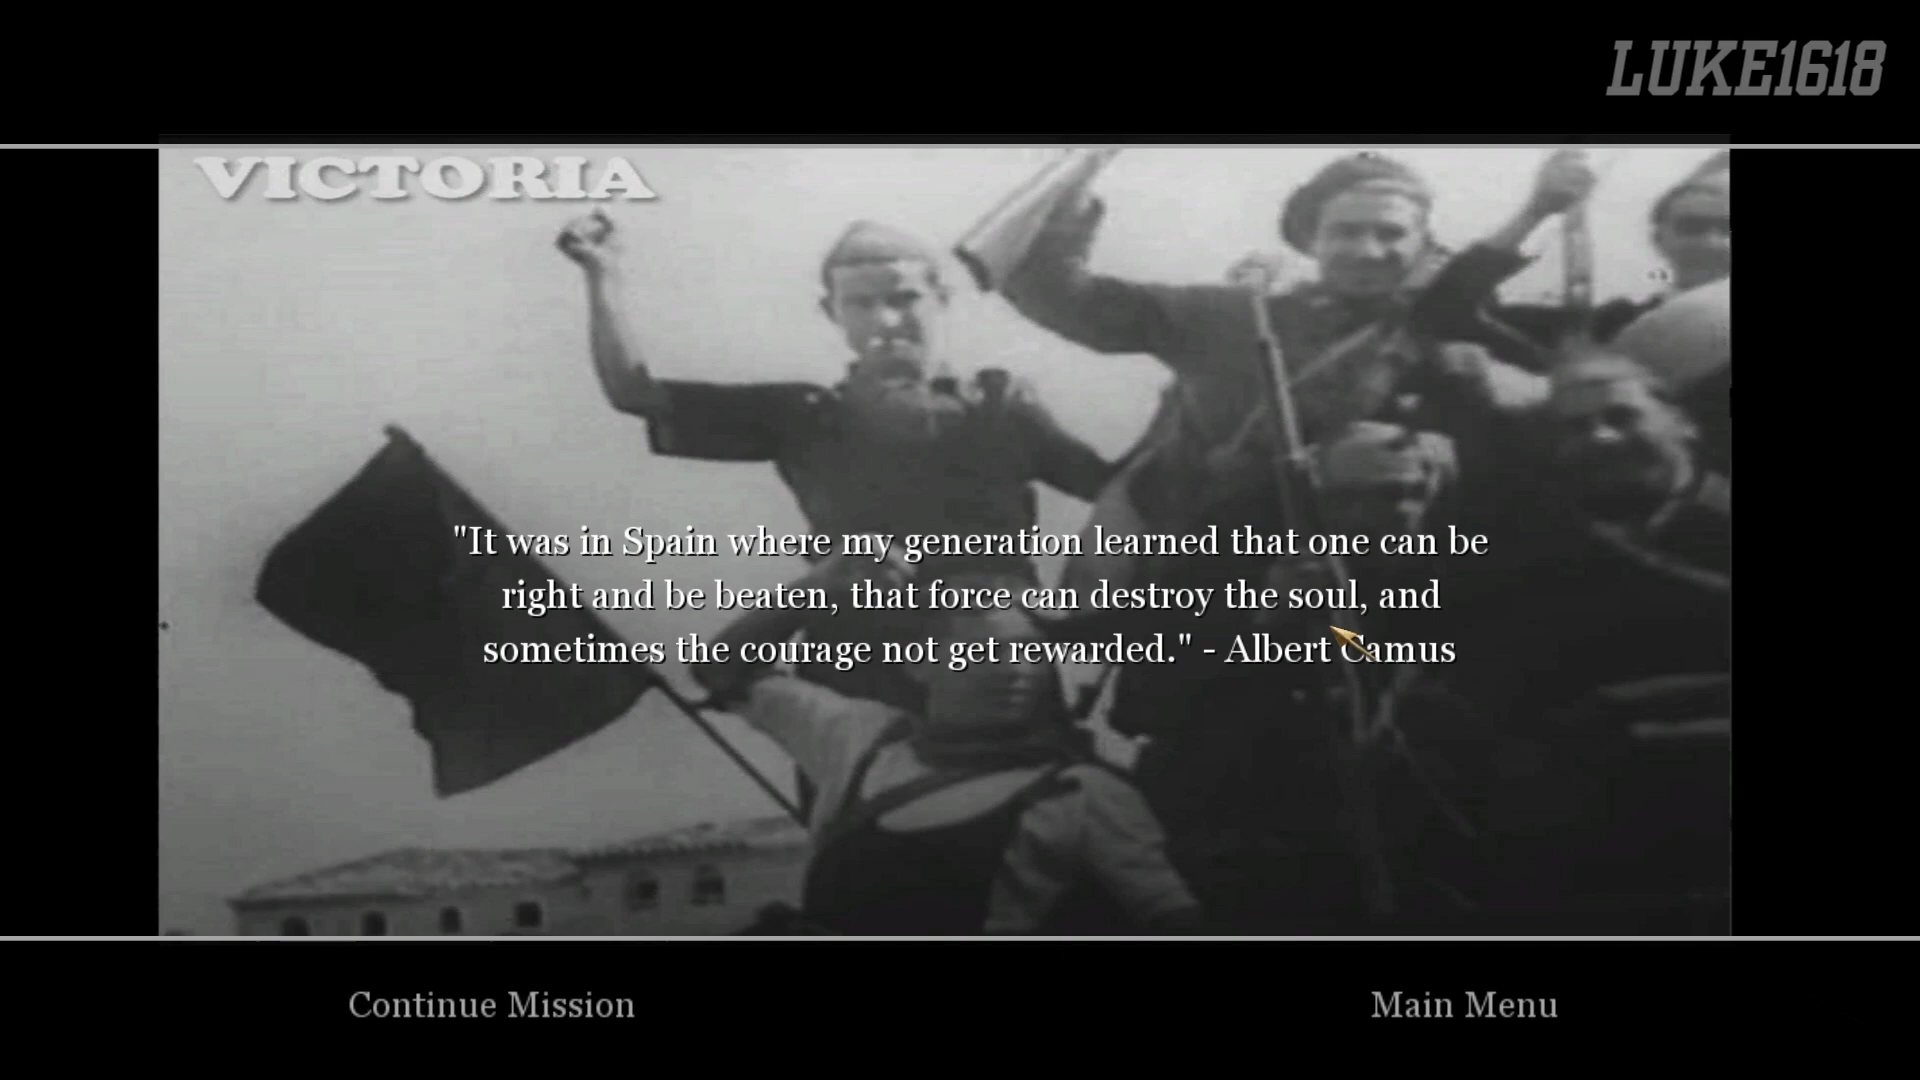 LUKE1618
VICTORIA
"It was in Spain where my generation learned that one can be
right and be beaten, that force can destroy the soul, and
sometimes the courage not get rewarded." - Albert Camus
Continue Mission
Main Menu